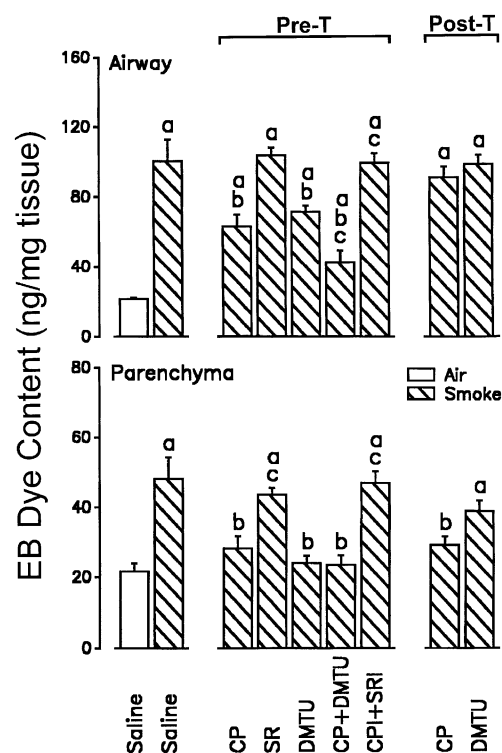 Pre-T
Post-T
EB Dye Content (ng/mg tissue)
Airway
160
120
80
40
0
a
a
b
a
a
b
a
b
c
a
c
a
a
Parenchyma
Air
Smoke
80
60
40
20
0
a
b
a
c
b
b
a
c
b
a
Saline
Saline
CP
SR
DMTU
CP+DMTU
CPI+SRI
CP
DMTU